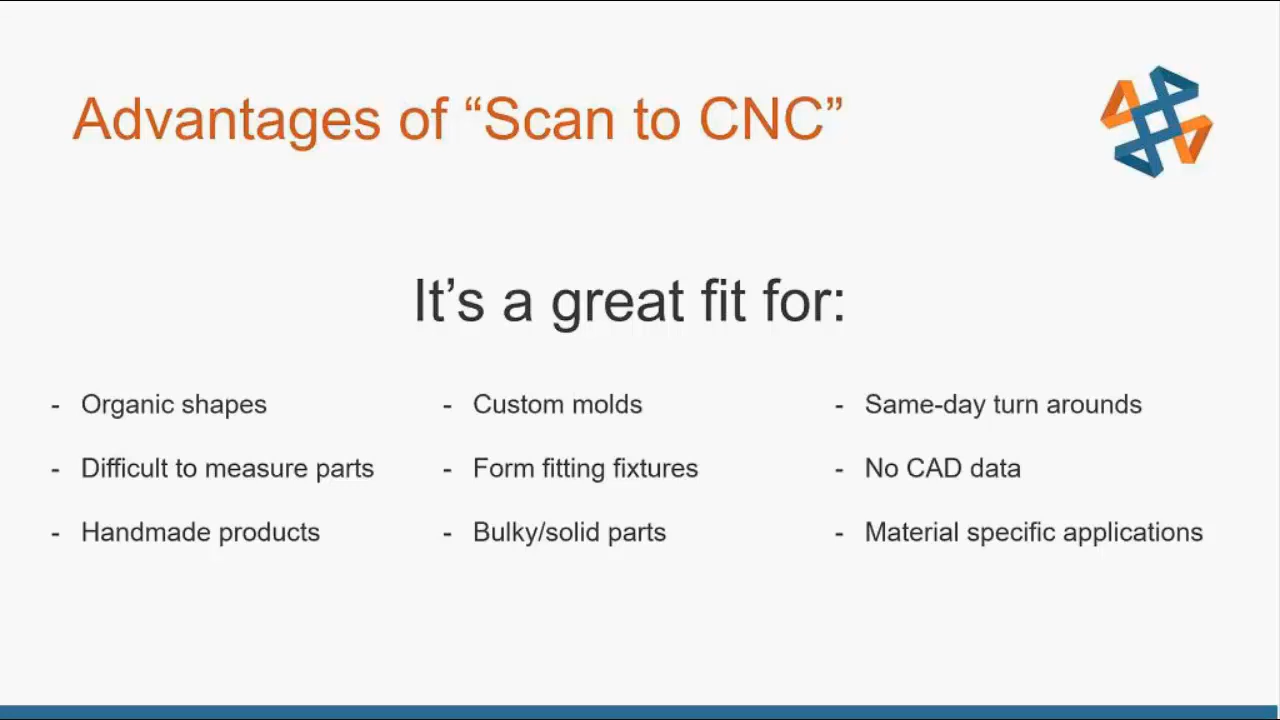 Advantages of “Scan to CNC”
It’s a great fit for:
- Organic shapes
- Difficult to measure parts
- Handmade products
- Custom molds
- Form fitting fixtures
- Bulky/solid parts
- Same-day turn arounds
- No CAD data
- Material specific applications